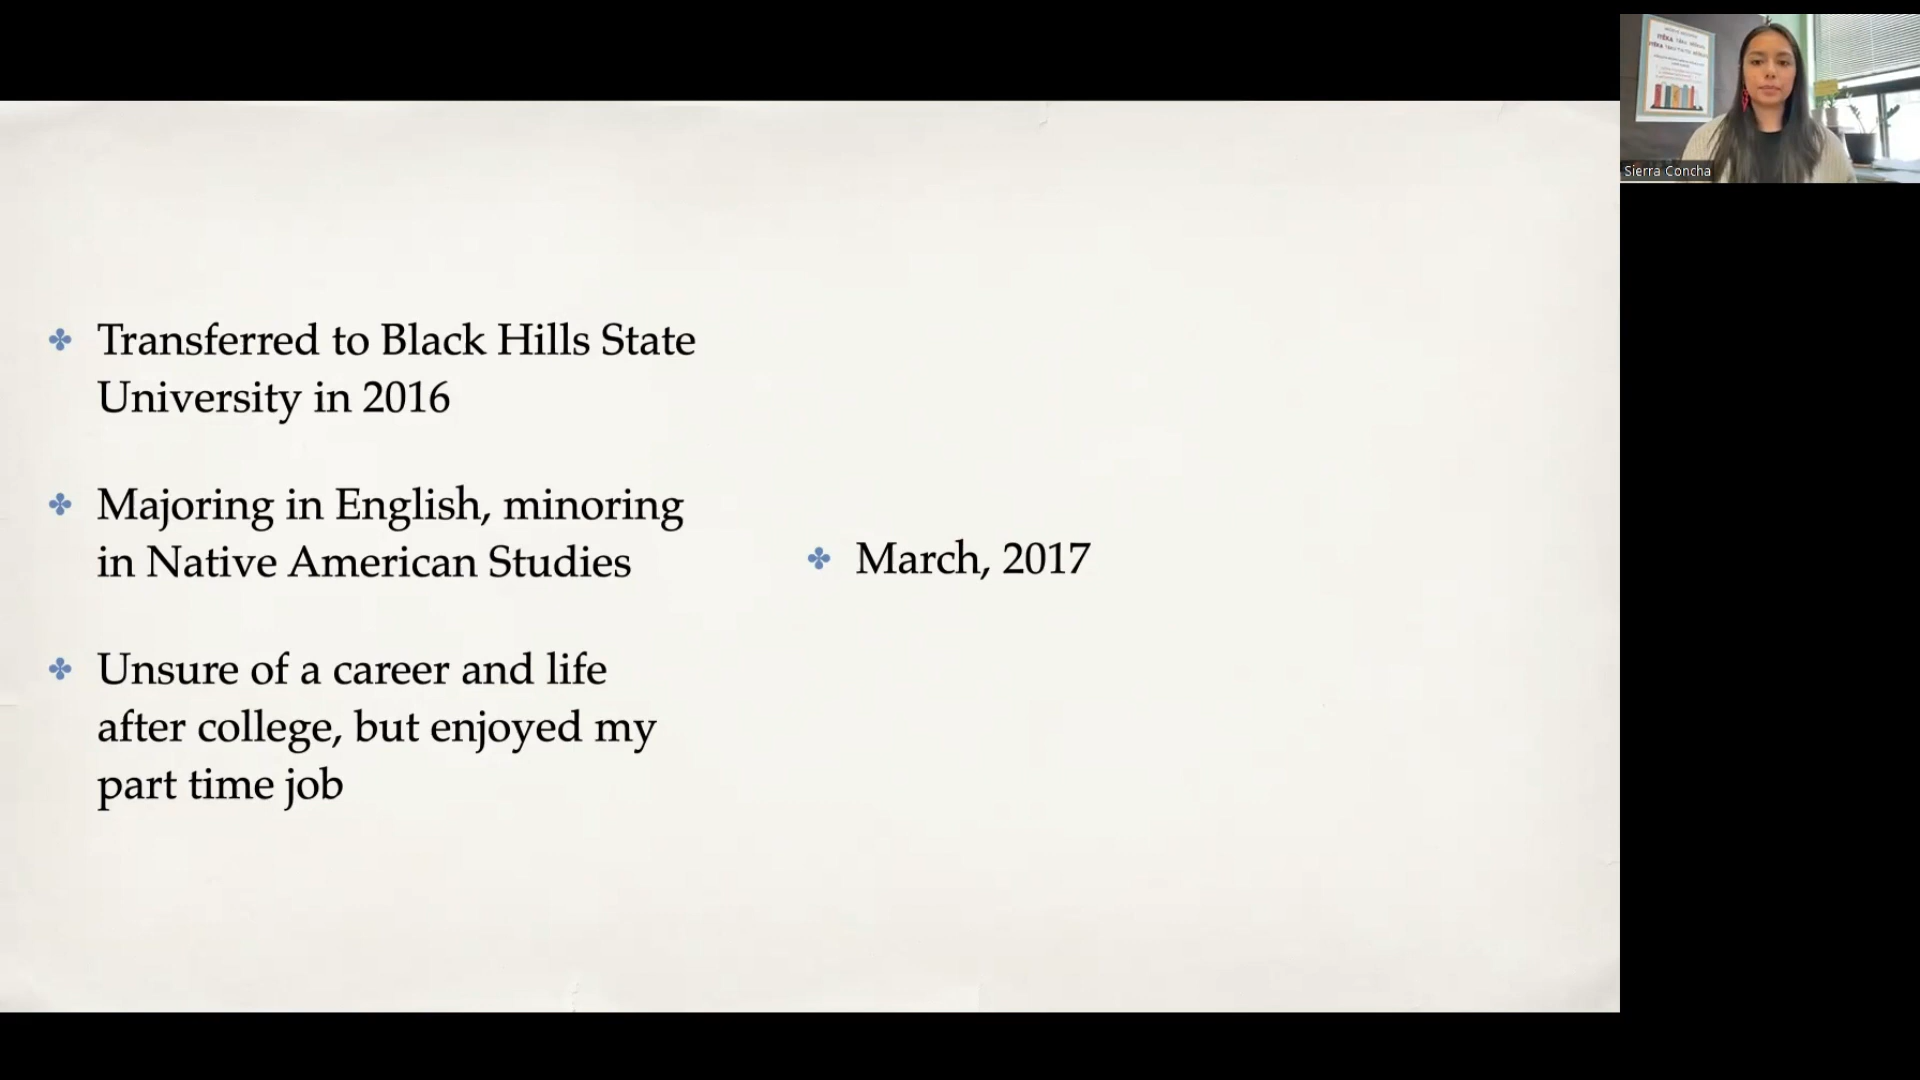 Transferred to Black Hills State
University in 2016
Majoring in English, minoring
in Native American Studies
Unsure of a career and life
after college, but enjoyed my
part time job
March, 2017
Sierra Concha